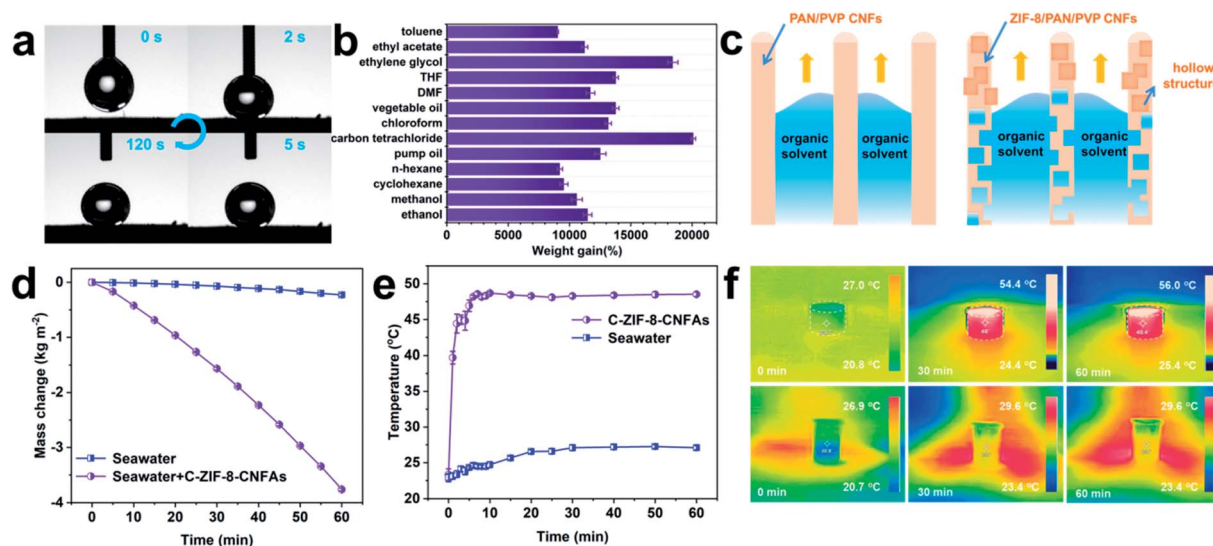 a
0 s
2 s
120 s
5 s
b
toluene
ethyl acetate
ethylene glycol
THF
DMF
vegetable oil
chloroform
carbon tetrachloride
pump oil
n-hexane
cyclohexane
methanol
ethanol
0 5000 10000 15000 20000
Weight gain(%)
c
PAN/PVP CNFs
ZIF-8/PAN/PVP CNFs
hollow
structure
organic
solvent
organic
solvent
organic
solvent
organic
solvent
d
Mass change (kg m-2)
0
-1
-2
-3
-4
Seawater
Seawater+C-ZIF-8-CNFAs
0 10 20 30 40 50 60
Time (min)
e
Temperature (°C)
50
45
40
35
30
25
20
C-ZIF-8-CNFAs
Seawater
0 10 20 30 40 50 60
Time (min)
f
27.0 °C
0 min
20.8 °C
54.4 °C
30 min
24.4 °C
56.0 °C
60 min
25.4 °C
26.9 °C
0 min
20.7 °C
29.6 °C
30 min
23.4 °C
29.6 °C
60 min
23.4 °C